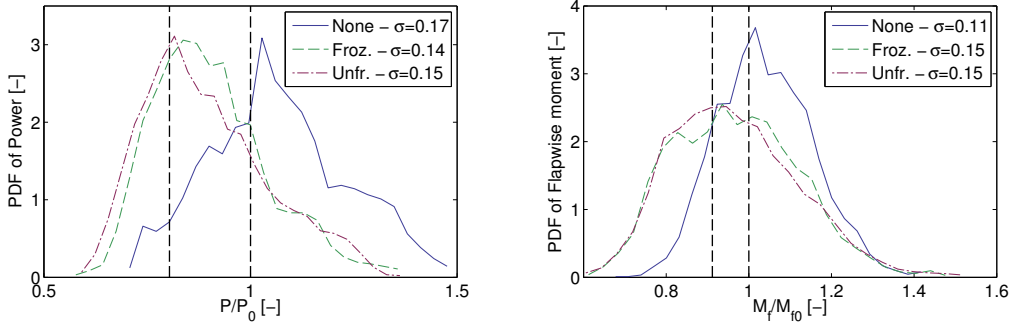 PDF of Power [-]
3
2
1
0
0.5
1
1.5
P/P0 [-]
None – σ=0.17
Froz. – σ=0.14
Unfr. – σ=0.15
PDF of Flapwise moment [-]
4
3
2
1
0
0.8
1
1.2
1.4
1.6
Mf/Mf0 [-]
None – σ=0.11
Froz. – σ=0.15
Unfr. – σ=0.15